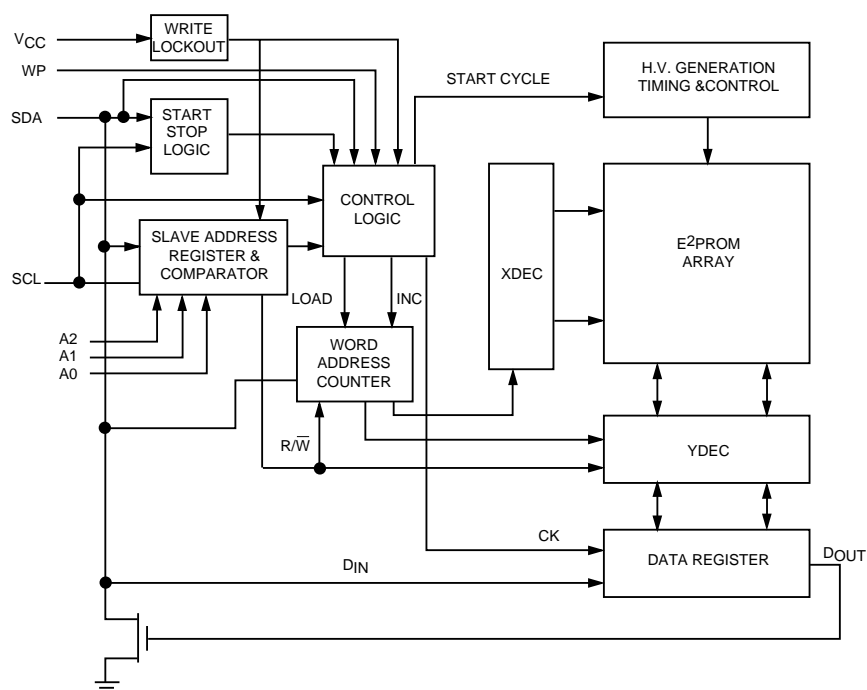 VCC
WRITE
LOCKOUT
WP
START CYCLE
H.V. GENERATION
TIMING &CONTROL
SDA
START
STOP
LOGIC
CONTROL
LOGIC
E2PROM
ARRAY
XDEC
SLAVE ADDRESS
REGISTER &
COMPARATOR
SCL
LOAD
INC
A2
A1
A0
WORD
ADDRESS
COUNTER
R/W̅
YDEC
CK
DATA REGISTER
DOUT
DIN